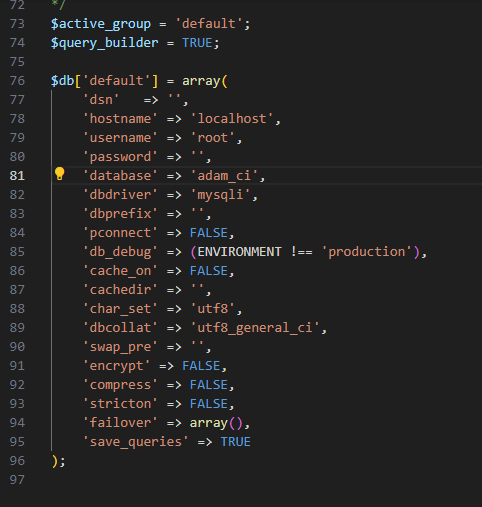 72 */
73 $active_group = 'default';
74 $query_builder = TRUE;
75
76 $db['default'] = array(
77     'dsn'   => '',
78     'hostname' => 'localhost',
79     'username' => 'root',
80     'password' => '',
81     'database' => 'adam_ci',
82     'dbdriver' => 'mysqli',
83     'dbprefix' => '',
84     'pconnect' => FALSE,
85     'db_debug' => (ENVIRONMENT !== 'production'),
86     'cache_on' => FALSE,
87     'cachedir' => '',
88     'char_set' => 'utf8',
89     'dbcollat' => 'utf8_general_ci',
90     'swap_pre' => '',
91     'encrypt' => FALSE,
92     'compress' => FALSE,
93     'stricton' => FALSE,
94     'failover' => array(),
95     'save_queries' => TRUE
96 );
97